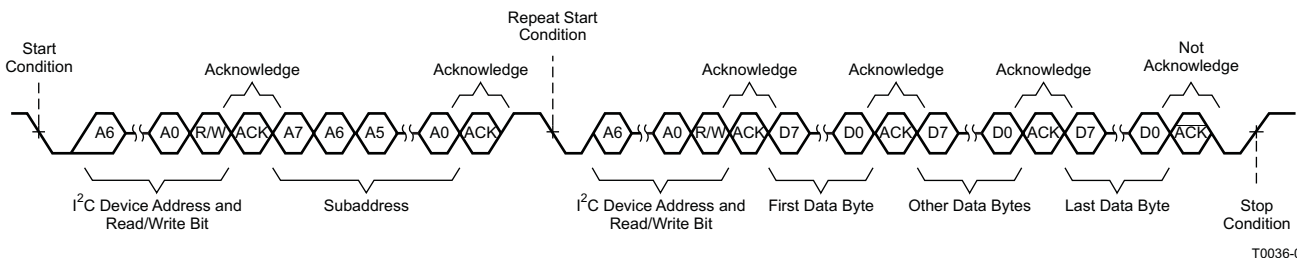 Repeat Start
Condition
Start
Condition
Not
Acknowledge
Acknowledge
Acknowledge
Acknowledge
Acknowledge
Acknowledge
A6 A0 R/W ACK A7 A6 A5 A0 ACK A6 A0 R/W ACK D7 D0 ACK D7 D0 ACK D7 D0 ACK
I2C Device Address and
Read/Write Bit
Subaddress
I2C Device Address and
Read/Write Bit
First Data Byte
Other Data Bytes
Last Data Byte
Stop
Condition
T0036-0